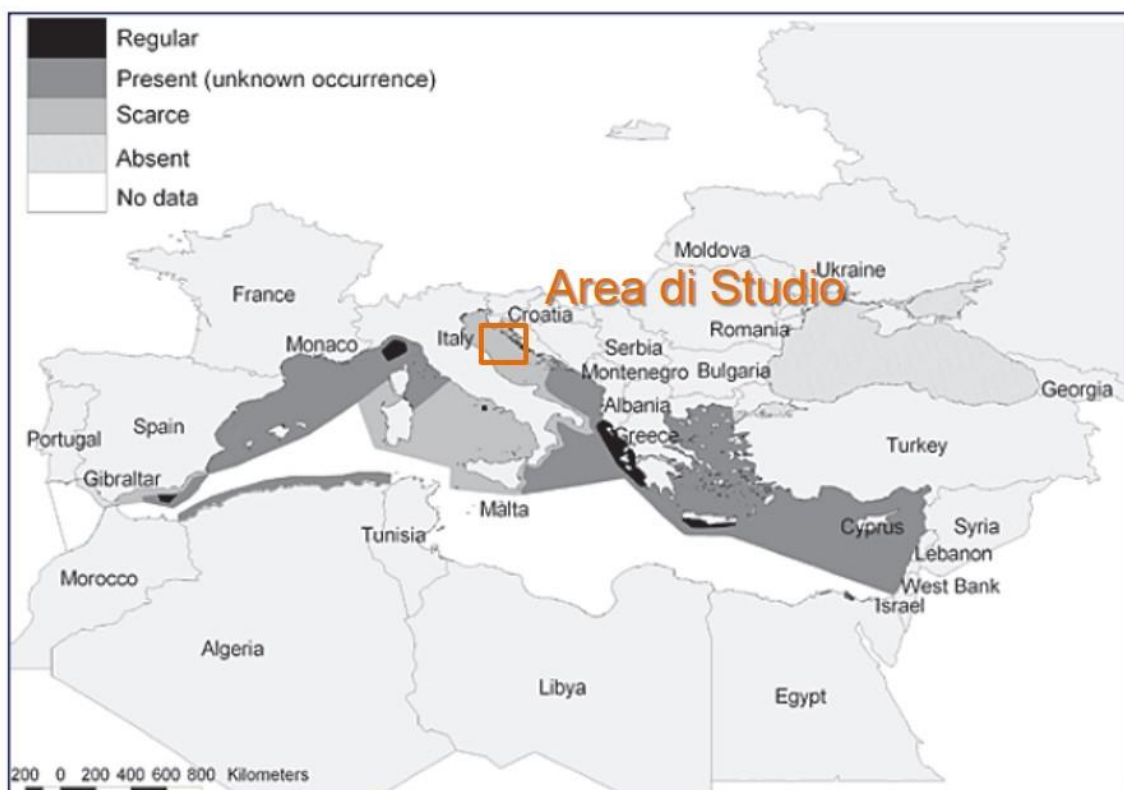 Regular
Present (unknown occurrence)
Scarce
Absent
No data
Moldova
Ukraine
Area di Studio
France
Croatia
Romania
Monaco
Italy
Serbia
Montenegro
Bulgaria
Georgia
Albania
Portugal
Spain
Greece
Turkey
Gibraltar
Màlta
Cyprus
Syria
Tunisia
Lebanon
Morocco
West Bank
Israel
Algeria
Libya
Egypt
200 0 200 400 600 800 Kilometers